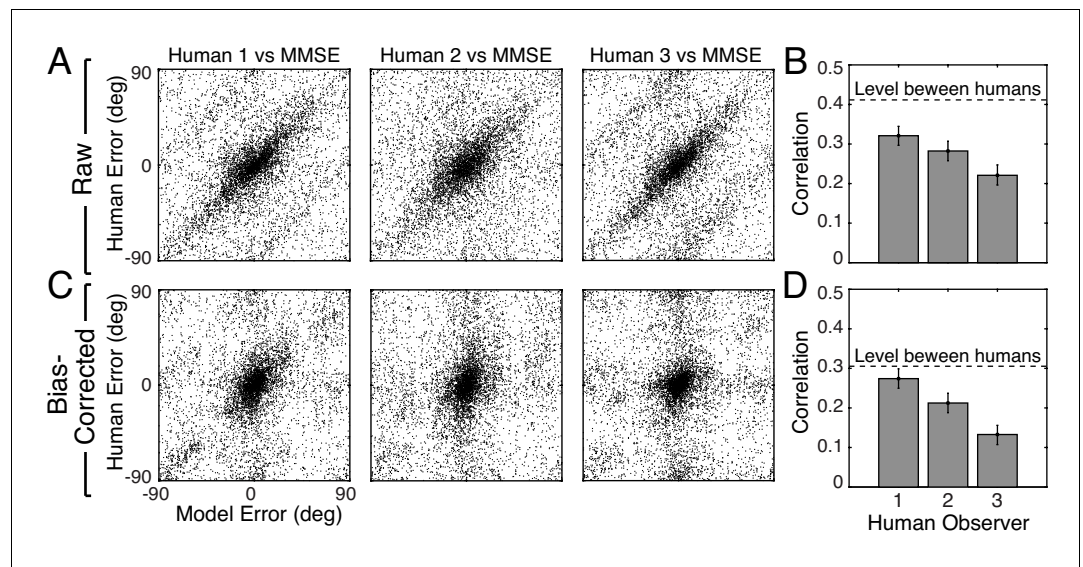 A
Human 1 vs MMSE
Human 2 vs MMSE
Human 3 vs MMSE
Raw
Human Error (deg)
90
0
-90
B
0.5
0.4
0.3
0.2
0.1
0
Correlation
Level beween humans
C
Bias-
Corrected
Human Error (deg)
90
0
-90
-90
0
90
Model Error (deg)
D
0.5
0.4
0.3
0.2
0.1
0
Correlation
Level beween humans
1
2
3
Human Observer